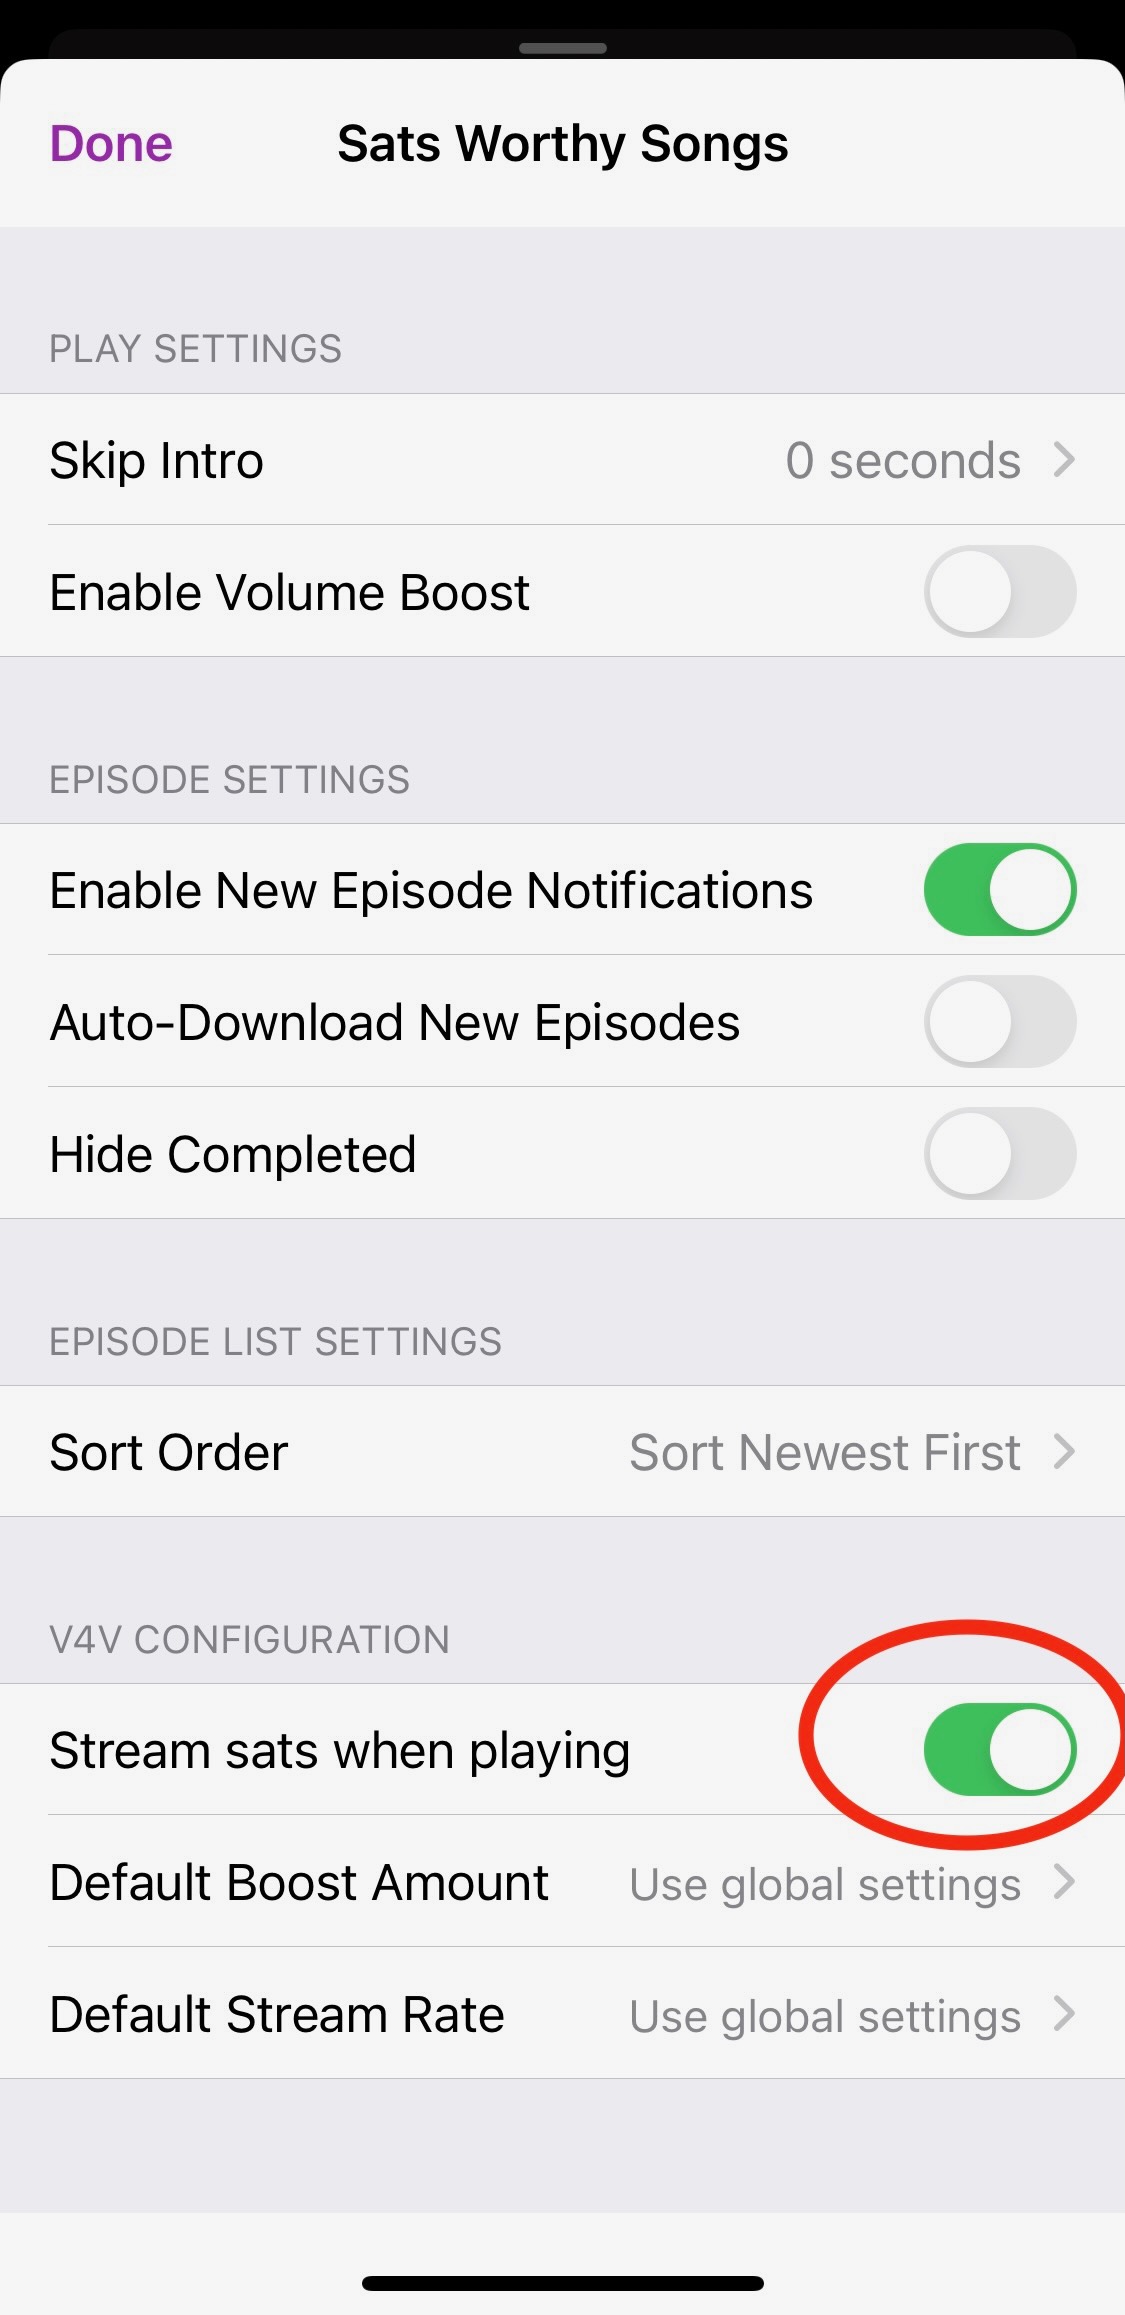 Done Sats Worthy Songs
PLAY SETTINGS
Skip Intro 0 seconds
Enable Volume Boost
EPISODE SETTINGS
Enable New Episode Notifications
Auto-Download New Episodes
Hide Completed
EPISODE LIST SETTINGS
Sort Order Sort Newest First
V4V CONFIGURATION
Stream sats when playing
Default Boost Amount Use global settings
Default Stream Rate Use global settings